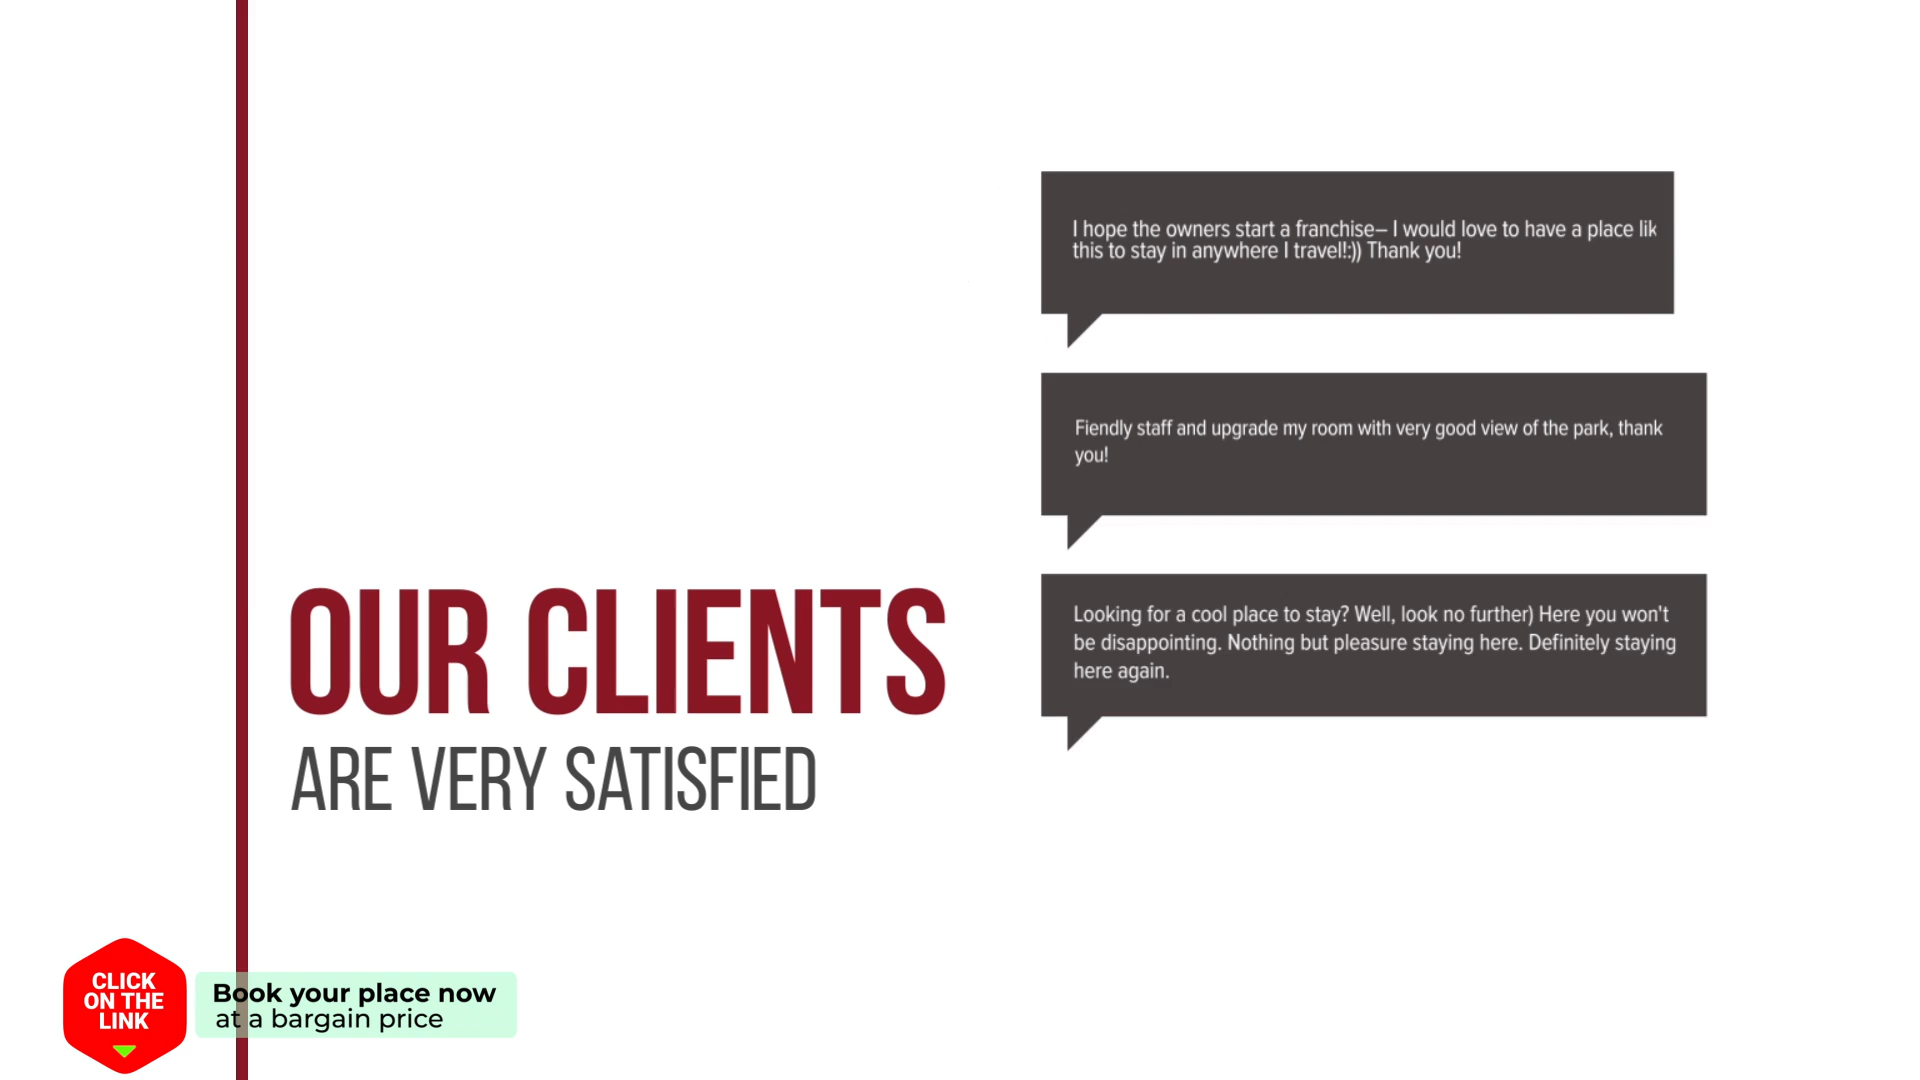 I hope the owners start a franchise– I would love to have a place lik
this to stay in anywhere I travel!:)) Thank you!
Fiendly staff and upgrade my room with very good view of the park, thank
you!
Looking for a cool place to stay? Well, look no further) Here you won't
be disappointing. Nothing but pleasure staying here. Definitely staying
here again.
OUR CLIENTS
ARE VERY SATISFIED
CLICK
ON THE
LINK
Book your place now
at a bargain price